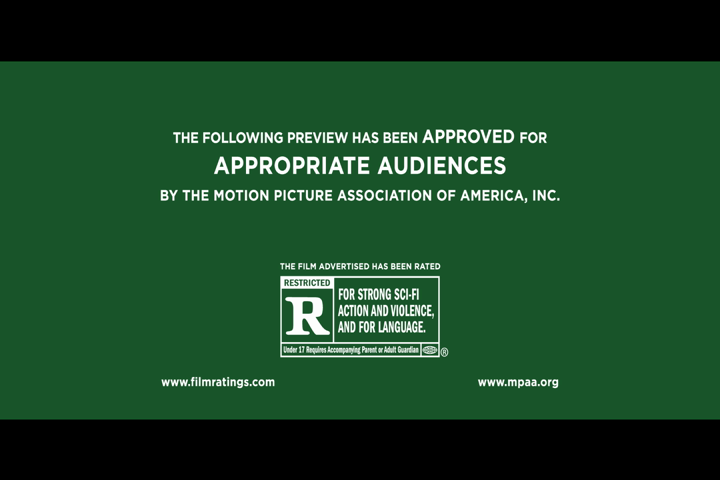 THE FOLLOWING PREVIEW HAS BEEN APPROVED FOR
APPROPRIATE AUDIENCES
BY THE MOTION PICTURE ASSOCIATION OF AMERICA, INC.
THE FILM ADVERTISED HAS BEEN RATED
RESTRICTED
R
FOR STRONG SCI-FI
ACTION AND VIOLENCE,
AND FOR LANGUAGE.
Under 17 Requires Accompanying Parent or Adult Guardian
®
www.filmratings.com
www.mpaa.org